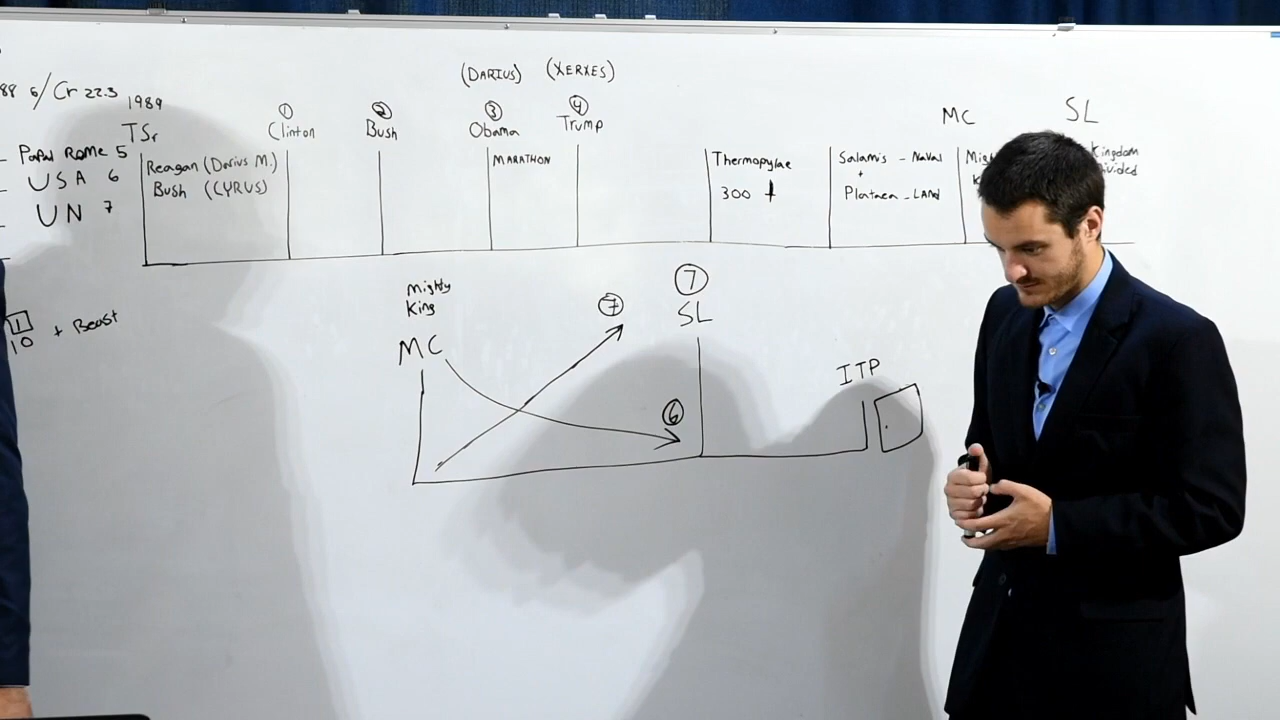 88 6/Cr 22.3
1989
TSr
Papal Rome 5
USA 6
UN 7
Reagan (Darius M.)
Bush (CYRUS)
① Clinton
② Bush
(DARIUS)
③ Obama
MARATHON
(XERXES)
④ Trump
Thermopylae
300
Salamis - Naval
+
Plataea - LAND
MC
SL
Kingdom
1
10 + Beast
Mighty
King
MC
⑦
⑥
⑦
SL
ITP